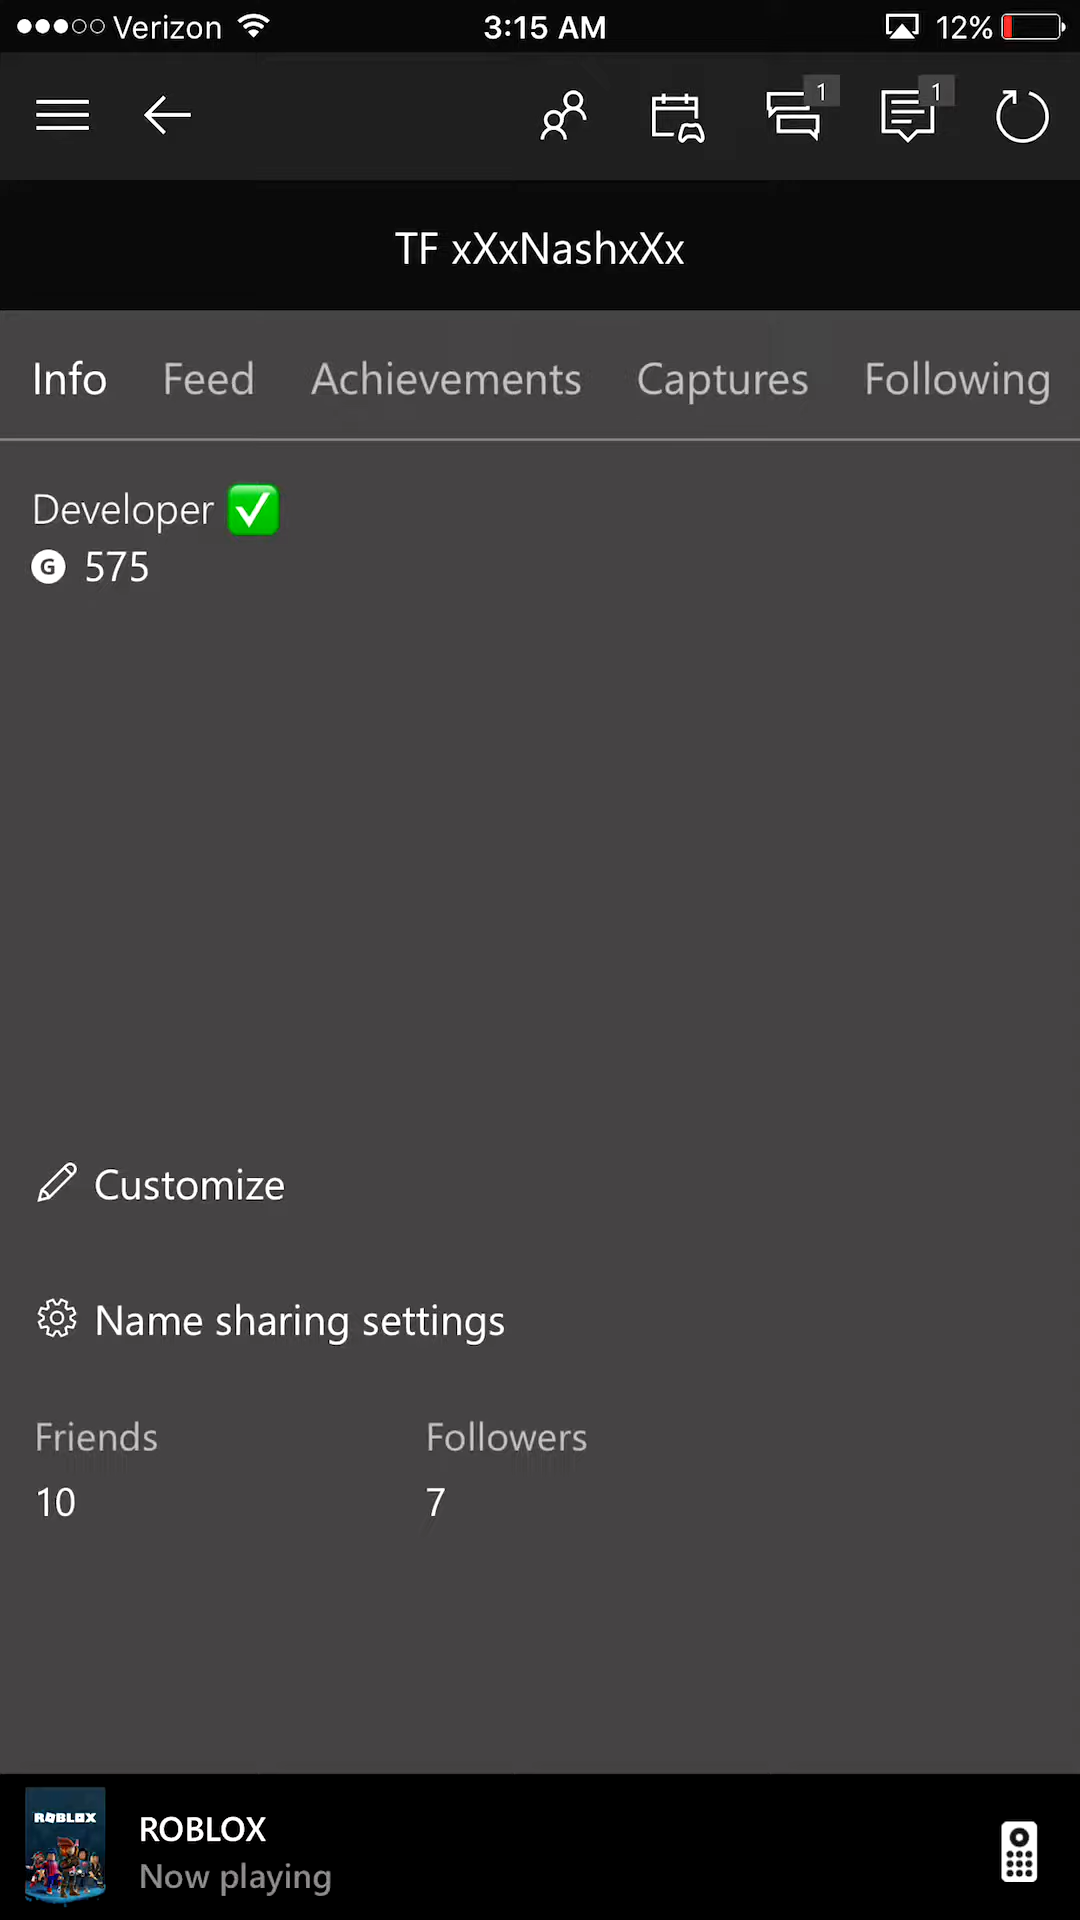 Verizon 3:15 AM 12%
1 1
TF xXxNashxXx
Info Feed Achievements Captures Following
Developer ✅
G 575
Customize
Name sharing settings
Friends Followers
10 7
ROBLOX
ROBLOX
Now playing